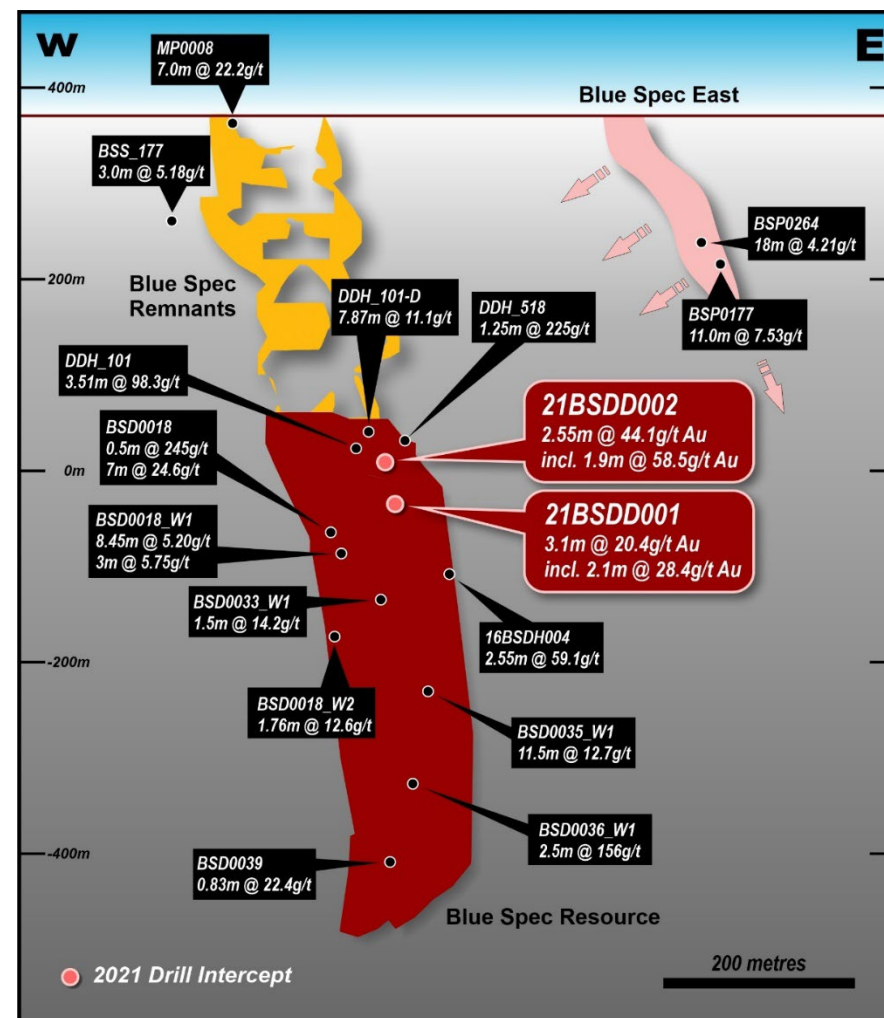 W
E
MP0008
7.0m @ 22.2g/t
400m
Blue Spec East
BSS_177
3.0m @ 5.18g/t
BSP0264
18m @ 4.21g/t
200m
Blue Spec
Remnants
DDH_101-D
7.87m @ 11.1g/t
DDH_518
1.25m @ 225g/t
BSP0177
11.0m @ 7.53g/t
DDH_101
3.51m @ 98.3g/t
21BSDD002
2.55m @ 44.1g/t Au
incl. 1.9m @ 58.5g/t Au
BSD0018
0.5m @ 245g/t
7m @ 24.6g/t
0m
21BSDD001
3.1m @ 20.4g/t Au
incl. 2.1m @ 28.4g/t Au
BSD0018_W1
8.45m @ 5.20g/t
3m @ 5.75g/t
BSD0033_W1
1.5m @ 14.2g/t
16BSDH004
2.55m @ 59.1g/t
-200m
BSD0018_W2
1.76m @ 12.6g/t
BSD0035_W1
11.5m @ 12.7g/t
BSD0036_W1
2.5m @ 156g/t
-400m
BSD0039
0.83m @ 22.4g/t
Blue Spec Resource
2021 Drill Intercept
200 metres